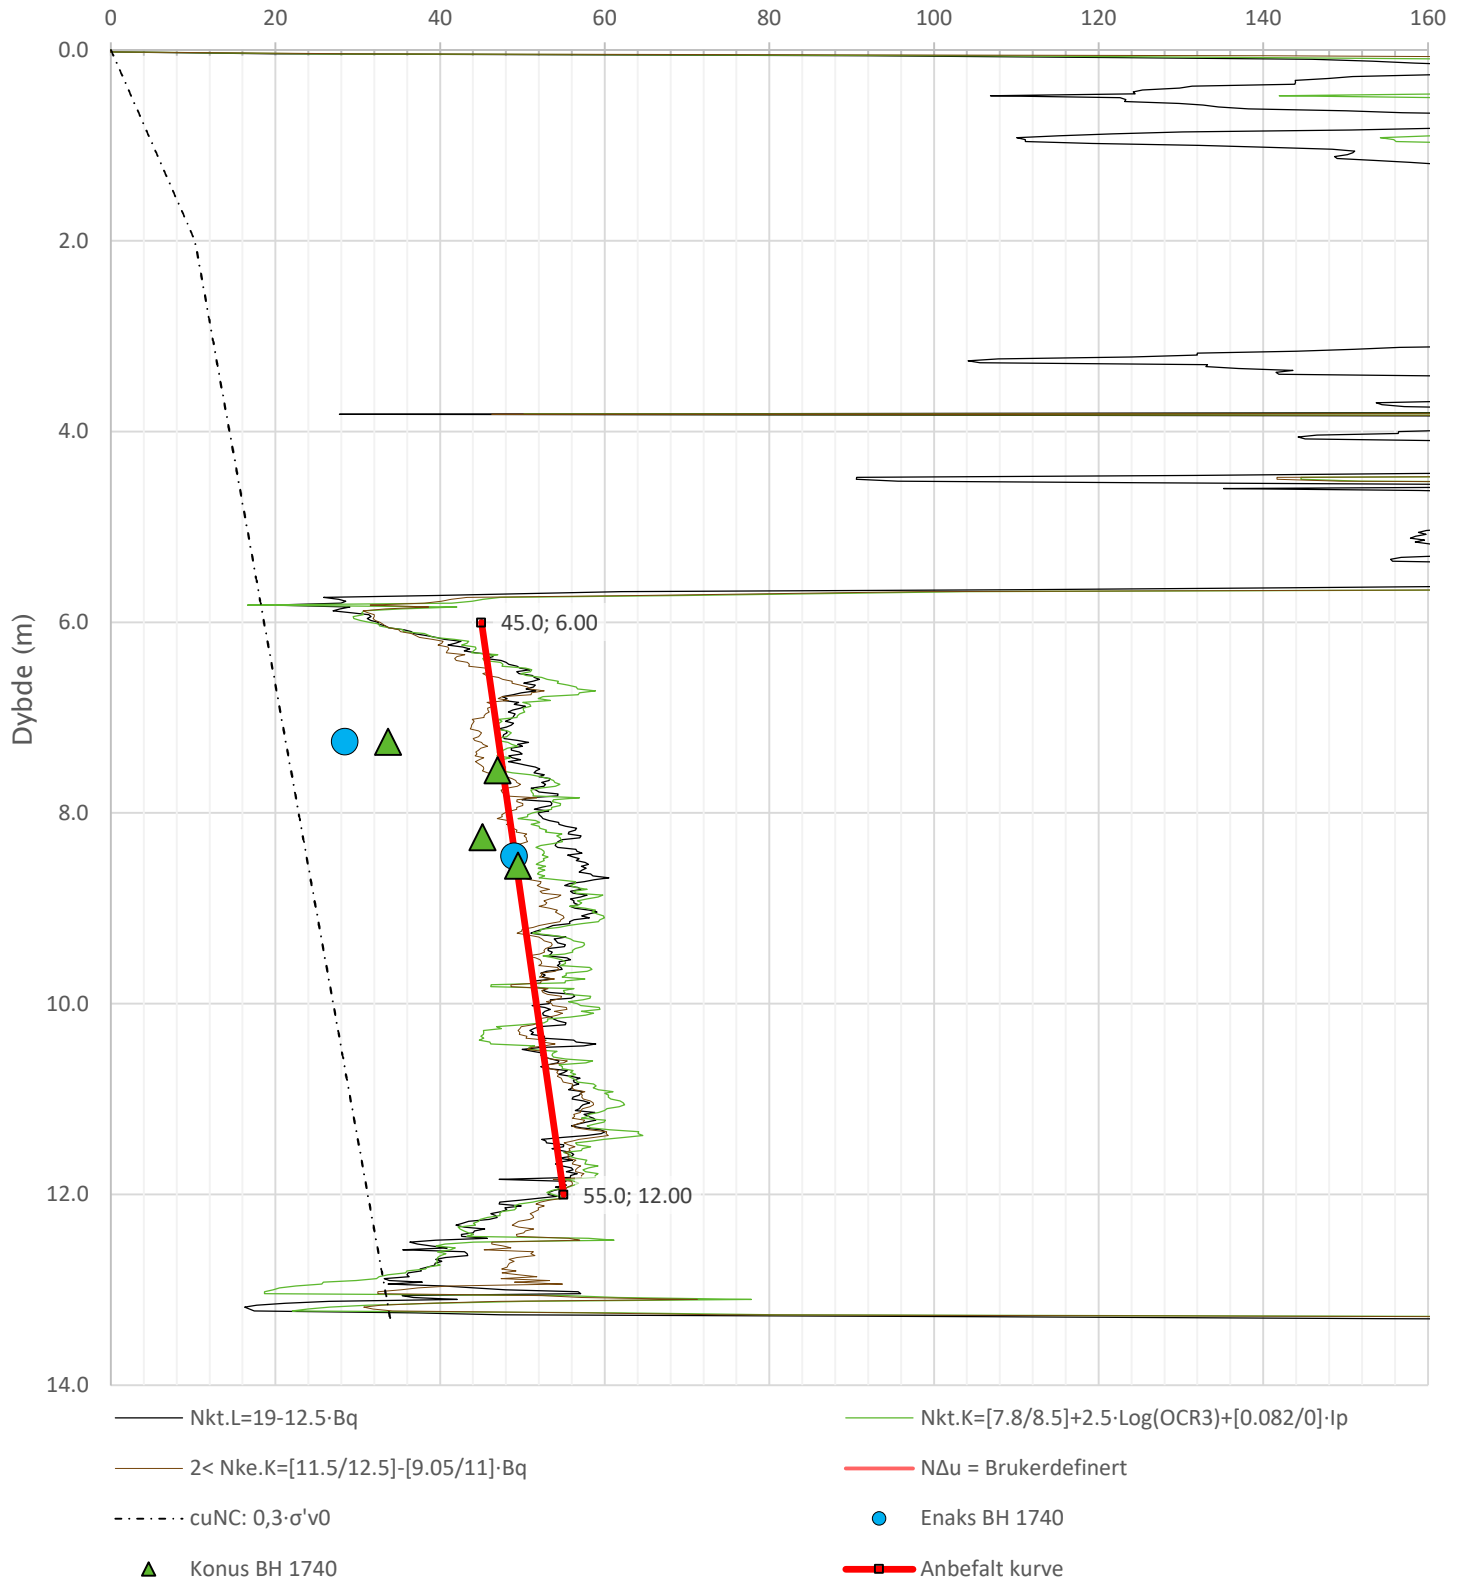 0 20 40 60 80 100 120 140 160
0.0
2.0
4.0
6.0
8.0
10.0
12.0
14.0
Dybde (m)
45.0; 6.00
55.0; 12.00
Nkt.L=19-12.5·Bq
Nkt.K=[7.8/8.5]+2.5·Log(OCR3)+[0.082/0]·Ip
2< Nke.K=[11.5/12.5]-[9.05/11]·Bq
NΔu = Brukerdefinert
cuNC: 0,3·σ'v0
Enaks BH 1740
Konus BH 1740
Anbefalt kurve